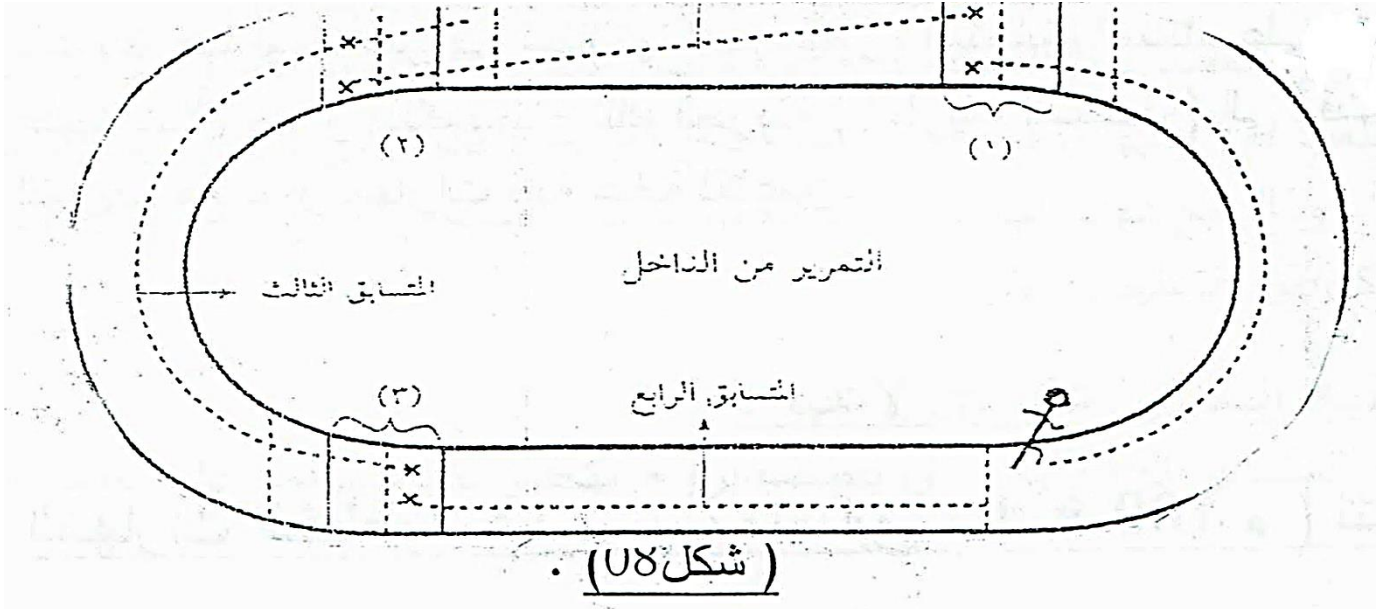 (٢) (١)
التمرير من الداخل
المتسابق الثالث
(٣) المتسابق الرابع
( شكل08) .